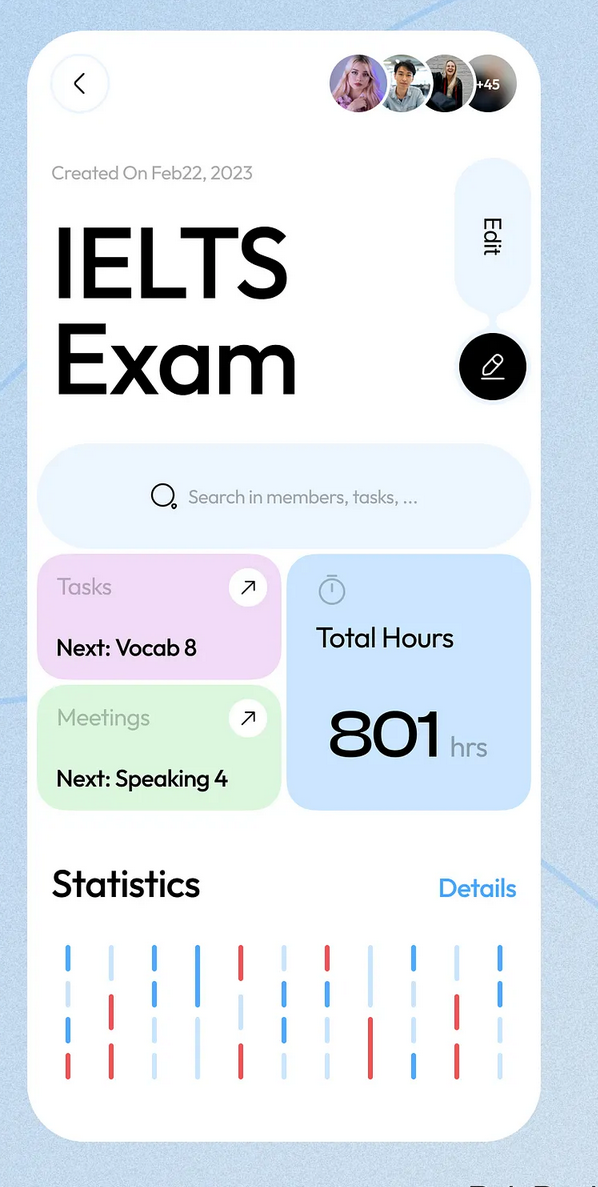 +45
Created On Feb22, 2023
Edit
IELTS
Exam
Search in members, tasks, ...
Tasks
Next: Vocab 8
Meetings
Next: Speaking 4
Total Hours
801 hrs
Statistics
Details